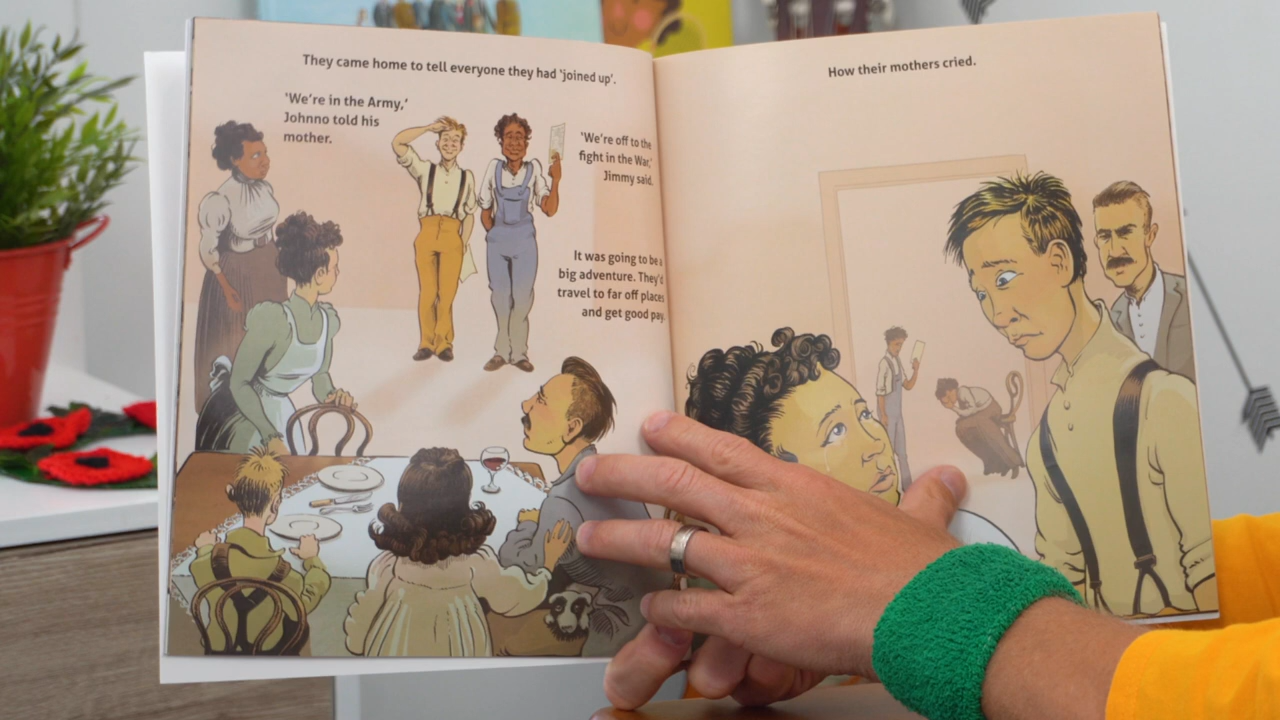 They came home to tell everyone they had 'joined up'.
'We're in the Army,'
Johnno told his
mother.
'We're off to the
fight in the War,'
Jimmy said.
It was going to be a
big adventure. They'd
travel to far off places
and get good pay.
How their mothers cried.